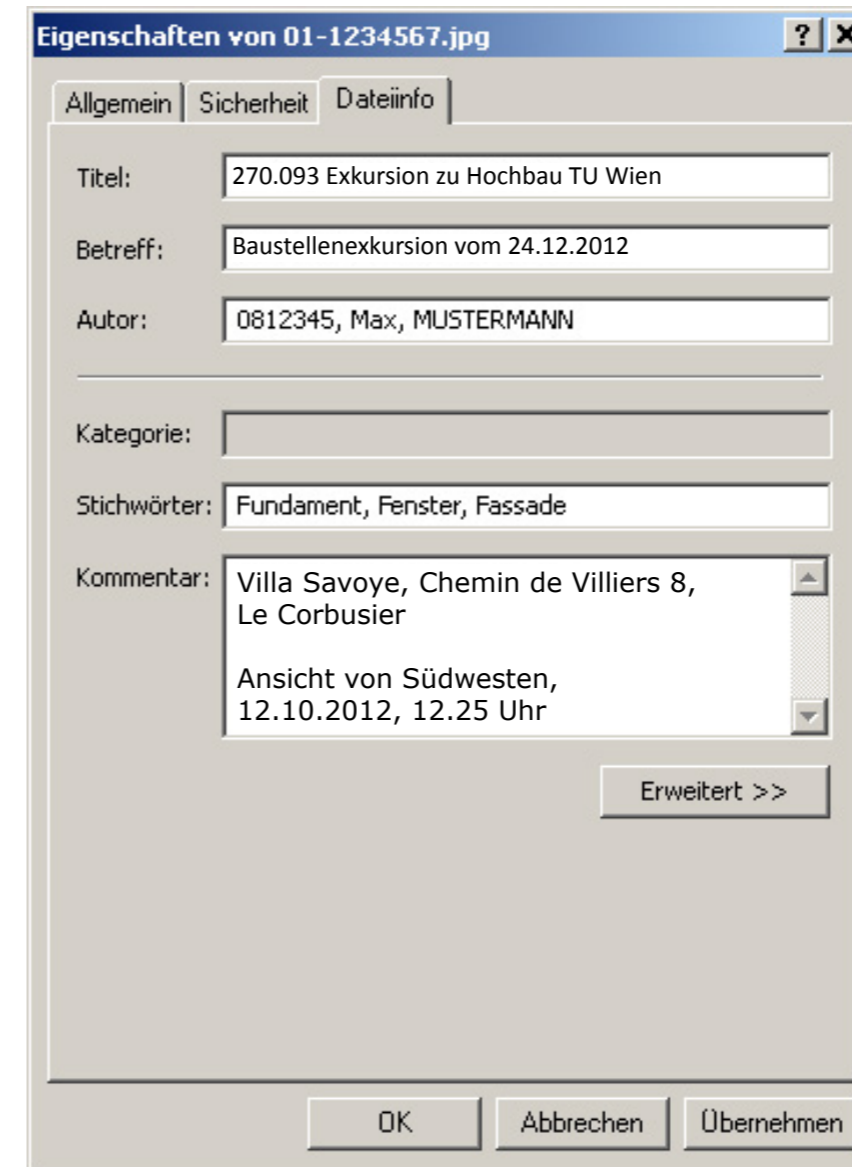 Eigenschaften von 01-1234567.jpg
Allgemein Sicherheit Dateiinfo
Titel: 270.093 Exkursion zu Hochbau TU Wien
Betreff: Baustellenexkursion vom 24.12.2012
Autor: 0812345, Max, MUSTERMANN
Kategorie:
Stichwörter: Fundament, Fenster, Fassade
Kommentar: Villa Savoye, Chemin de Villiers 8,
Le Corbusier
Ansicht von Südwesten,
12.10.2012, 12.25 Uhr
Erweitert >>
OK Abbrechen Übernehmen